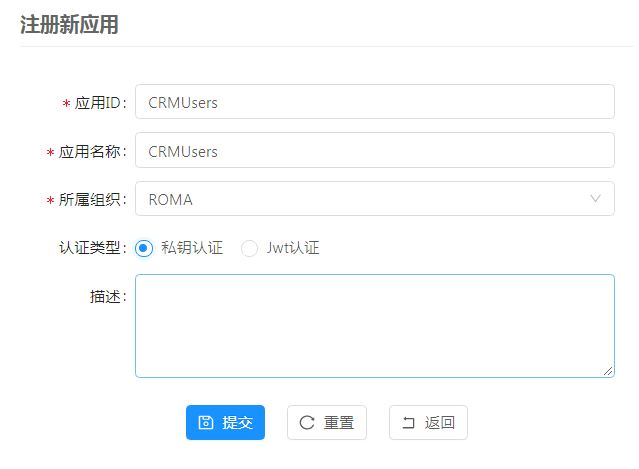 注册新应用
* 应用ID: CRMUsers
* 应用名称: CRMUsers
* 所属组织: ROMA
认证类型: 私钥认证 Jwt认证
描述:
提交 重置 返回